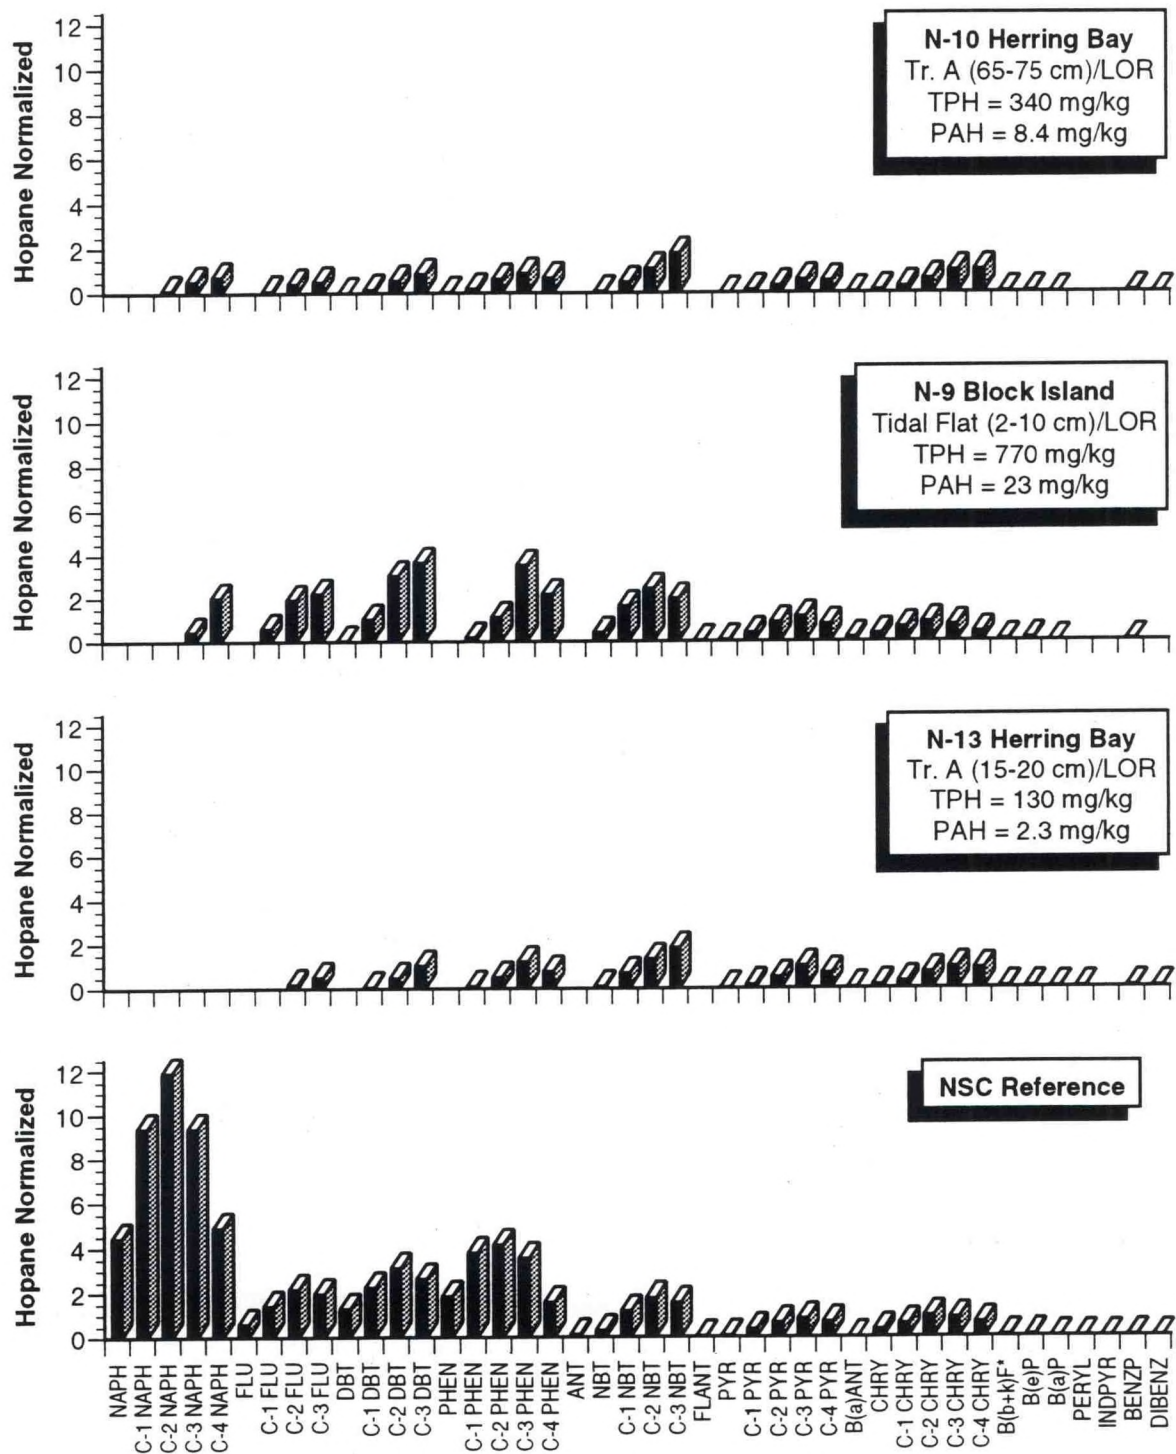 Hopane Normalized
12
10
8
6
4
2
0
N-10 Herring Bay
Tr. A (65-75 cm)/LOR
TPH = 340 mg/kg
PAH = 8.4 mg/kg
Hopane Normalized
12
10
8
6
4
2
0
N-9 Block Island
Tidal Flat (2-10 cm)/LOR
TPH = 770 mg/kg
PAH = 23 mg/kg
Hopane Normalized
12
10
8
6
4
2
0
N-13 Herring Bay
Tr. A (15-20 cm)/LOR
TPH = 130 mg/kg
PAH = 2.3 mg/kg
Hopane Normalized
12
10
8
6
4
2
0
NSC Reference
NAPH
C-1 NAPH
C-2 NAPH
C-3 NAPH
C-4 NAPH
FLU
C-1 FLU
C-2 FLU
C-3 FLU
DBT
C-1 DBT
C-2 DBT
C-3 DBT
PHEN
C-1 PHEN
C-2 PHEN
C-3 PHEN
C-4 PHEN
ANT
NBT
C-1 NBT
C-2 NBT
C-3 NBT
FLANT
PYR
C-1 PYR
C-2 PYR
C-3 PYR
C-4 PYR
B(a)ANT
CHRY
C-1 CHRY
C-2 CHRY
C-3 CHRY
C-4 CHRY
B(b+k)F*
B(e)P
B(a)P
PERYL
INDPYR
BENZP
DIBENZ